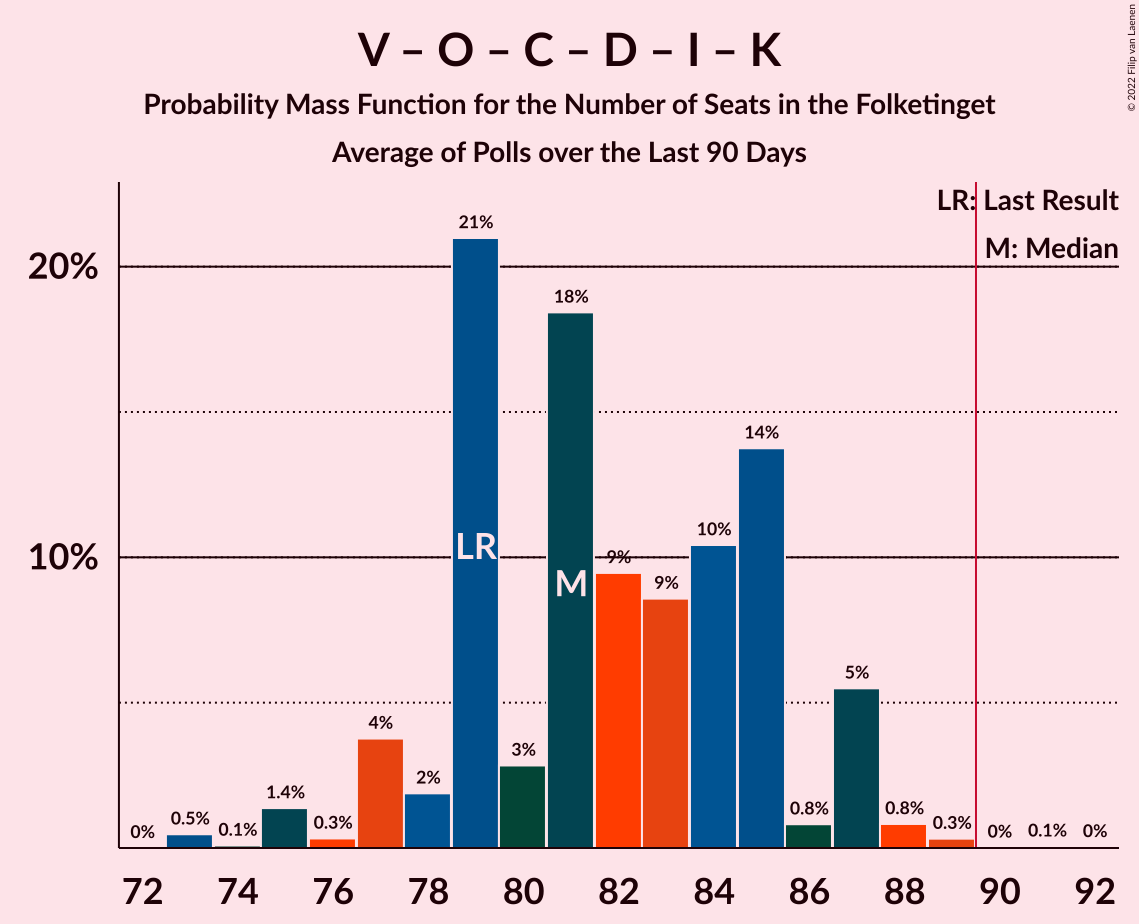 V – O – C – D – I – K
Probability Mass Function for the Number of Seats in the Folketinget
Average of Polls over the Last 90 Days
© 2022 Filip van Laenen
LR: Last Result
M: Median
20%
10%
0%
0.5%
0.1%
1.4%
0.3%
4%
2%
21%
3%
18%
9%
9%
10%
14%
0.8%
5%
0.8%
0.3%
0%
0.1%
0%
LR
M
72 74 76 78 80 82 84 86 88 90 92